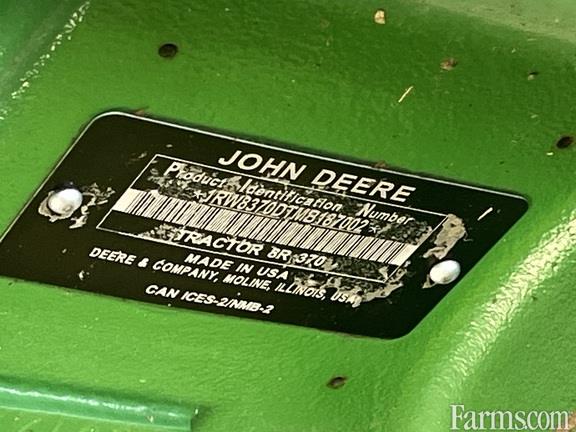 JOHN DEERE
Product Identification Number
*1RW8370DTMB187002*
TRACTOR 8R 370
MADE IN USA
DEERE & COMPANY, MOLINE, ILLINOIS, USA
CAN ICES-2/NMB-2
Farms.com